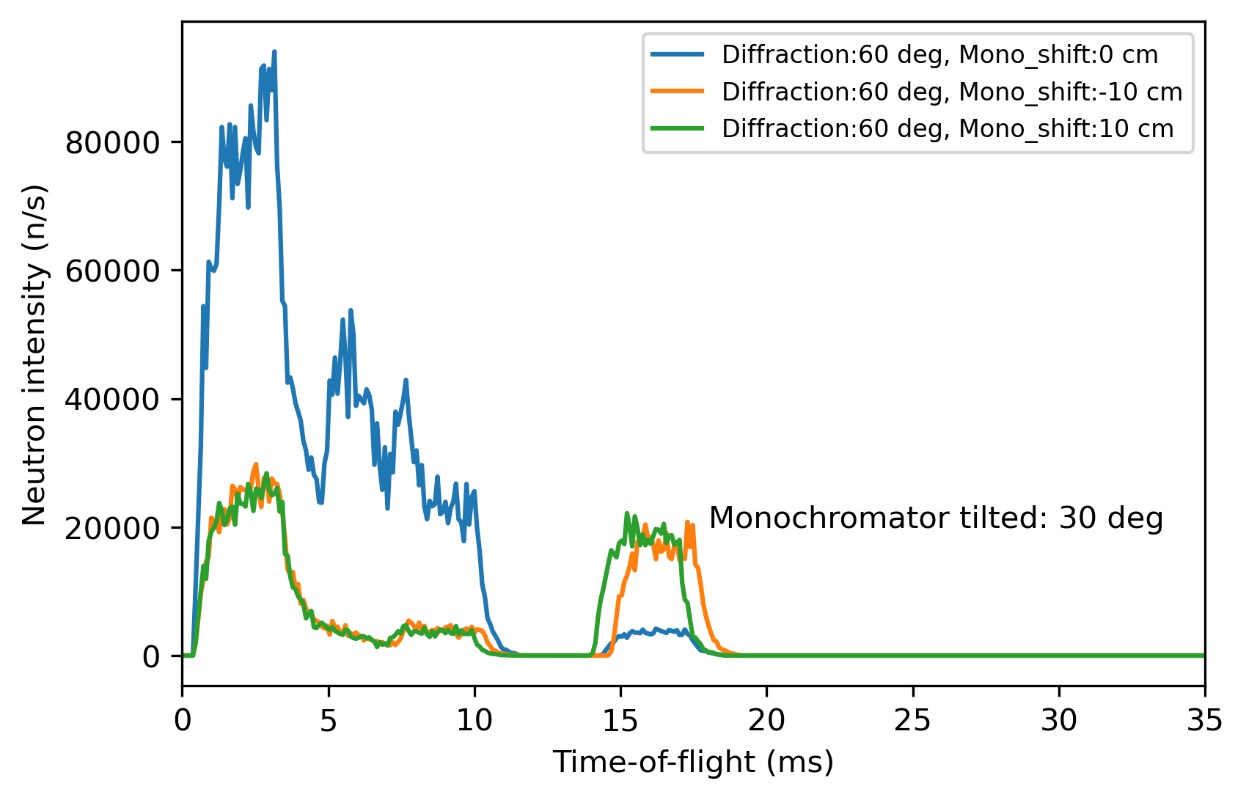 Diffraction:60 deg, Mono_shift:0 cm
Diffraction:60 deg, Mono_shift:-10 cm
Diffraction:60 deg, Mono_shift:10 cm
80000
60000
40000
20000
0
Neutron intensity (n/s)
Monochromator tilted: 30 deg
0 5 10 15 20 25 30 35
Time-of-flight (ms)